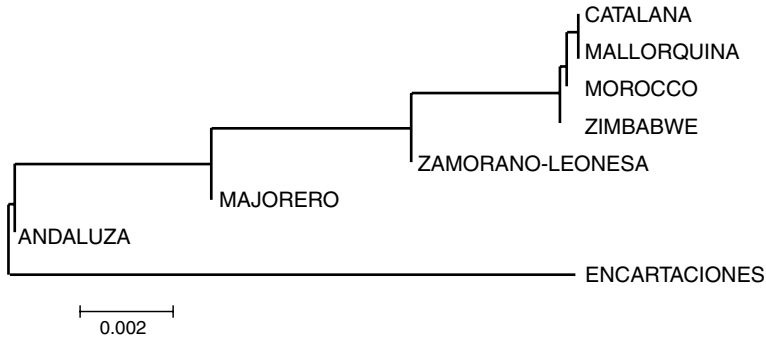 CATALANA
MALLORQUINA
MOROCCO
ZIMBABWE
ZAMORANO-LEONESA
MAJORERO
ANDALUZA
ENCARTACIONES
0.002